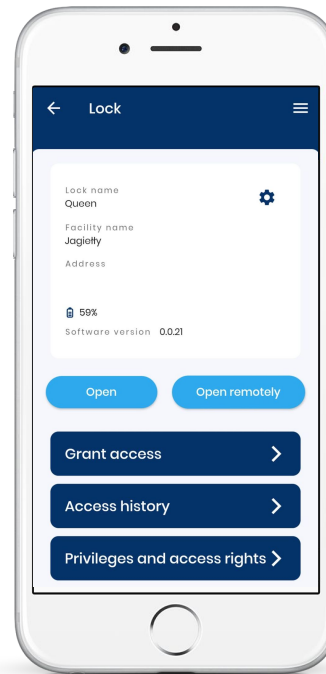 Lock
Lock name
Queen
Facility name
Jagiełły
Address
59%
Software version 0.0.21
Open
Open remotely
Grant access
Access history
Privileges and access rights